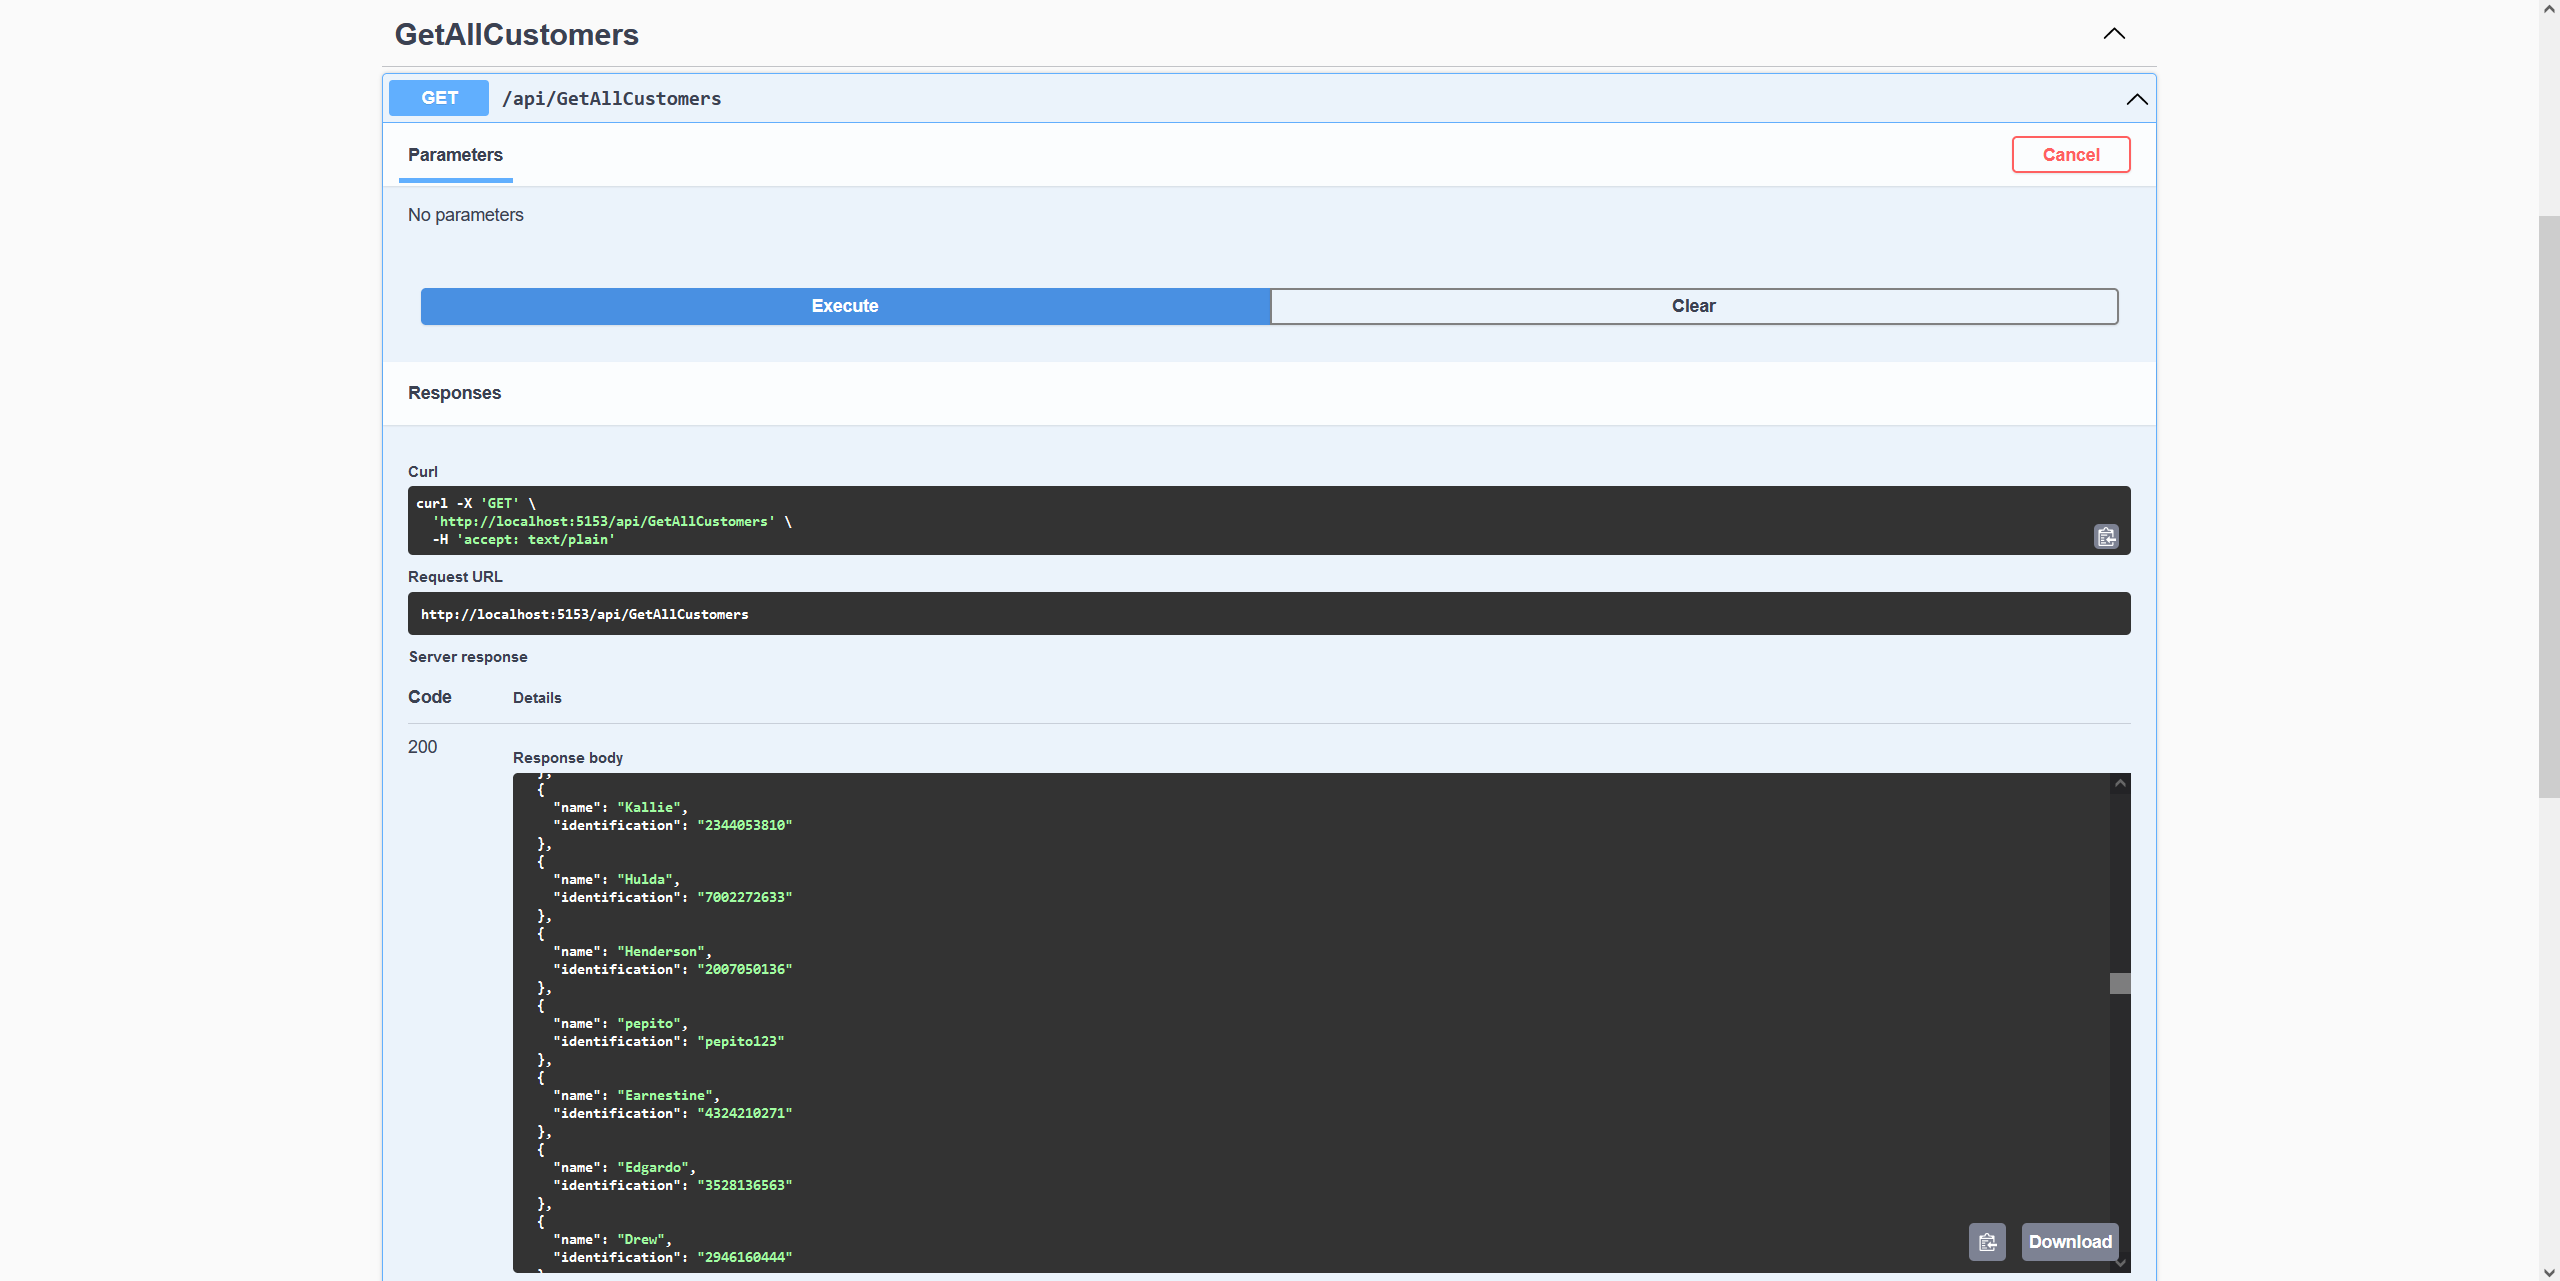 GetAllCustomers
GET /api/GetAllCustomers
Parameters
Cancel
No parameters
Execute
Clear
Responses
Curl
curl -X 'GET' \
  'http://localhost:5153/api/GetAllCustomers' \
  -H 'accept: text/plain'
Request URL
http://localhost:5153/api/GetAllCustomers
Server response
Code Details
200
Response body
  },
  {
    "name": "Kallie",
    "identification": "2344053810"
  },
  {
    "name": "Hulda",
    "identification": "7002272633"
  },
  {
    "name": "Henderson",
    "identification": "2007050136"
  },
  {
    "name": "pepito",
    "identification": "pepito123"
  },
  {
    "name": "Earnestine",
    "identification": "4324210271"
  },
  {
    "name": "Edgardo",
    "identification": "3528136563"
  },
  {
    "name": "Drew",
    "identification": "2946160444"
Download